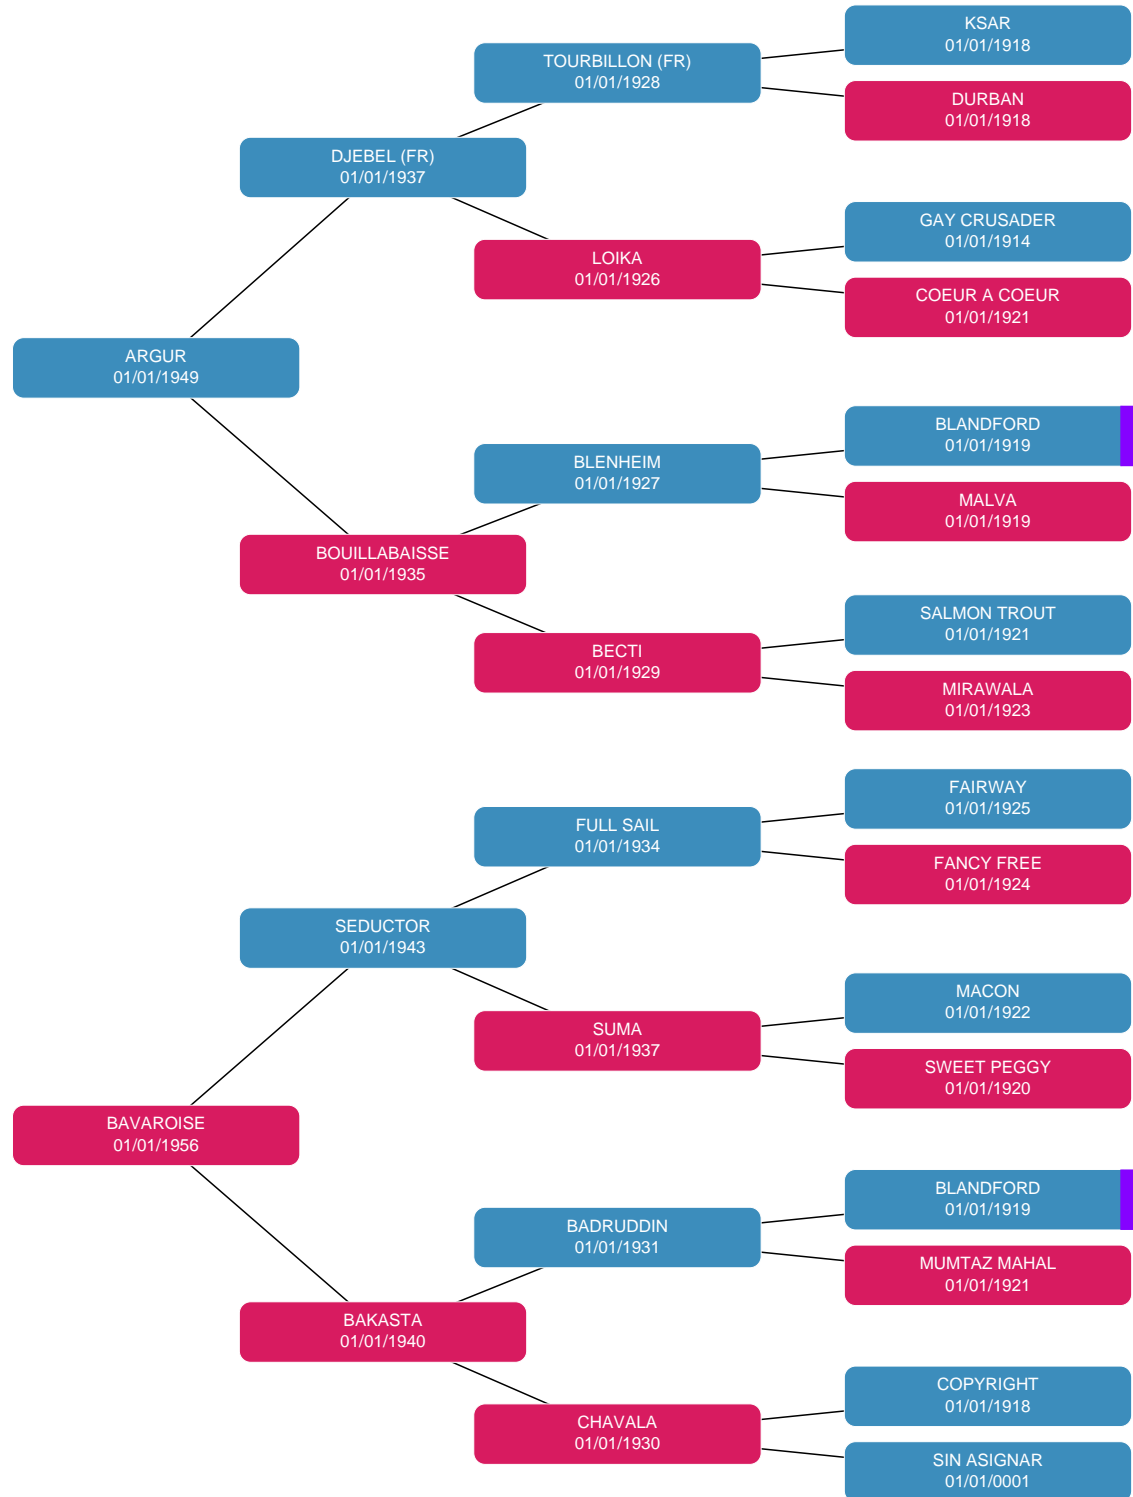 KSAR
01/01/1918
TOURBILLON (FR)
01/01/1928
DURBAN
01/01/1918
DJEBEL (FR)
01/01/1937
GAY CRUSADER
01/01/1914
LOIKA
01/01/1926
COEUR A COEUR
01/01/1921
ARGUR
01/01/1949
BLANDFORD
01/01/1919
BLENHEIM
01/01/1927
MALVA
01/01/1919
BOUILLABAISSE
01/01/1935
SALMON TROUT
01/01/1921
BECTI
01/01/1929
MIRAWALA
01/01/1923
FAIRWAY
01/01/1925
FULL SAIL
01/01/1934
FANCY FREE
01/01/1924
SEDUCTOR
01/01/1943
MACON
01/01/1922
SUMA
01/01/1937
SWEET PEGGY
01/01/1920
BAVAROISE
01/01/1956
BLANDFORD
01/01/1919
BADRUDDIN
01/01/1931
MUMTAZ MAHAL
01/01/1921
BAKASTA
01/01/1940
COPYRIGHT
01/01/1918
CHAVALA
01/01/1930
SIN ASIGNAR
01/01/0001